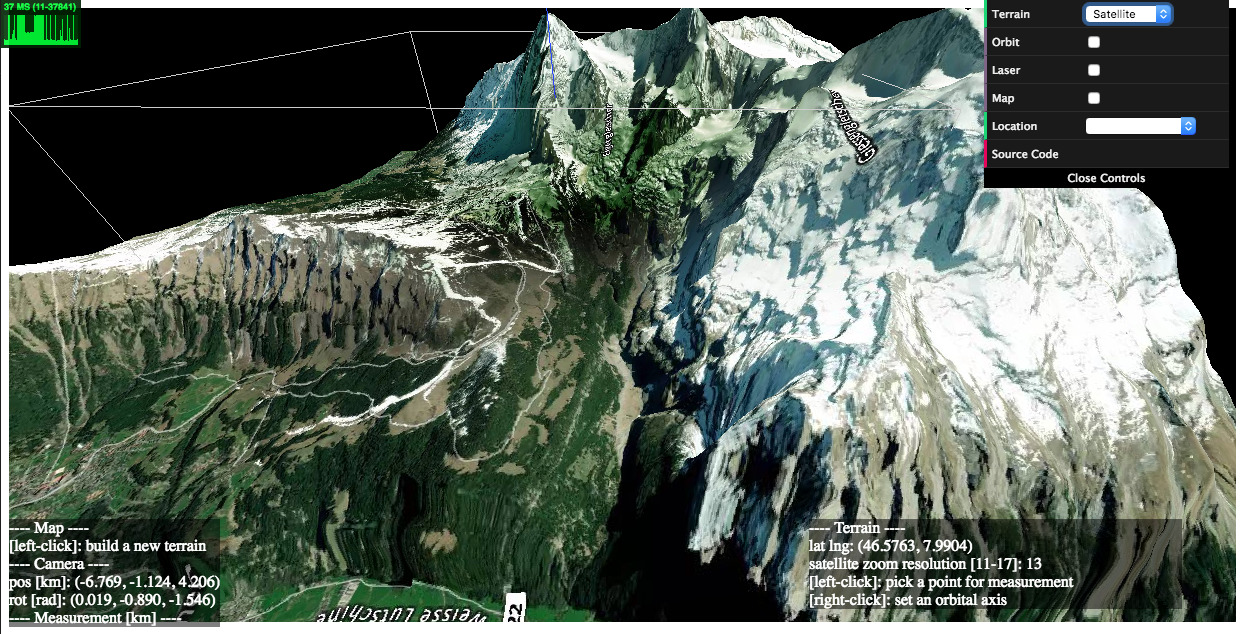 37 MS (11-37841)
Terrain
Satellite
Orbit
Laser
Map
Location
Source Code
Close Controls
Giessengletscher
---- Map ----
[left-click]: build a new terrain
---- Camera ----
pos [km]: (-6.769, -1.124, 4.206)
rot [rad]: (0.019, -0.890, -1.546)
---- Measurement [km] ----
---- Terrain ----
lat lng: (46.5763, 7.9904)
satellite zoom resolution [11-17]: 13
[left-click]: pick a point for measurement
[right-click]: set an orbital axis
Weisse Lütschine